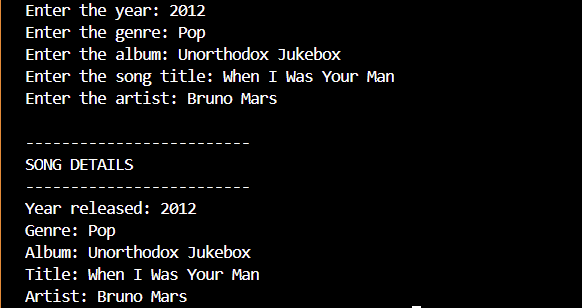 Enter the year: 2012
Enter the genre: Pop
Enter the album: Unorthodox Jukebox
Enter the song title: When I Was Your Man
Enter the artist: Bruno Mars
-------------------------
SONG DETAILS
-------------------------
Year released: 2012
Genre: Pop
Album: Unorthodox Jukebox
Title: When I Was Your Man
Artist: Bruno Mars